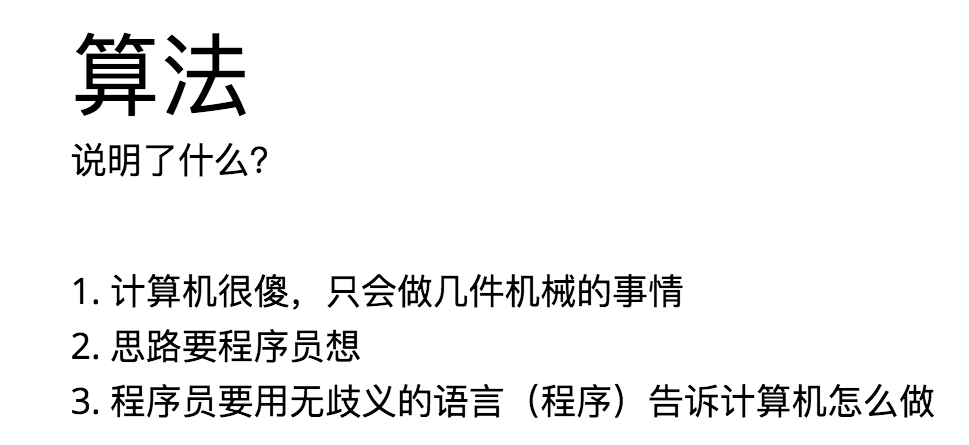 算法
说明了什么?
1. 计算机很傻，只会做几件机械的事情
2. 思路要程序员想
3. 程序员要用无歧义的语言（程序）告诉计算机怎么做